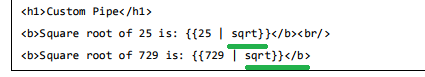 <h1>Custom Pipe</h1>
<b>Square root of 25 is: {{25 | sqrt}}</b><br/>
<b>Square root of 729 is: {{729 | sqrt}}</b>